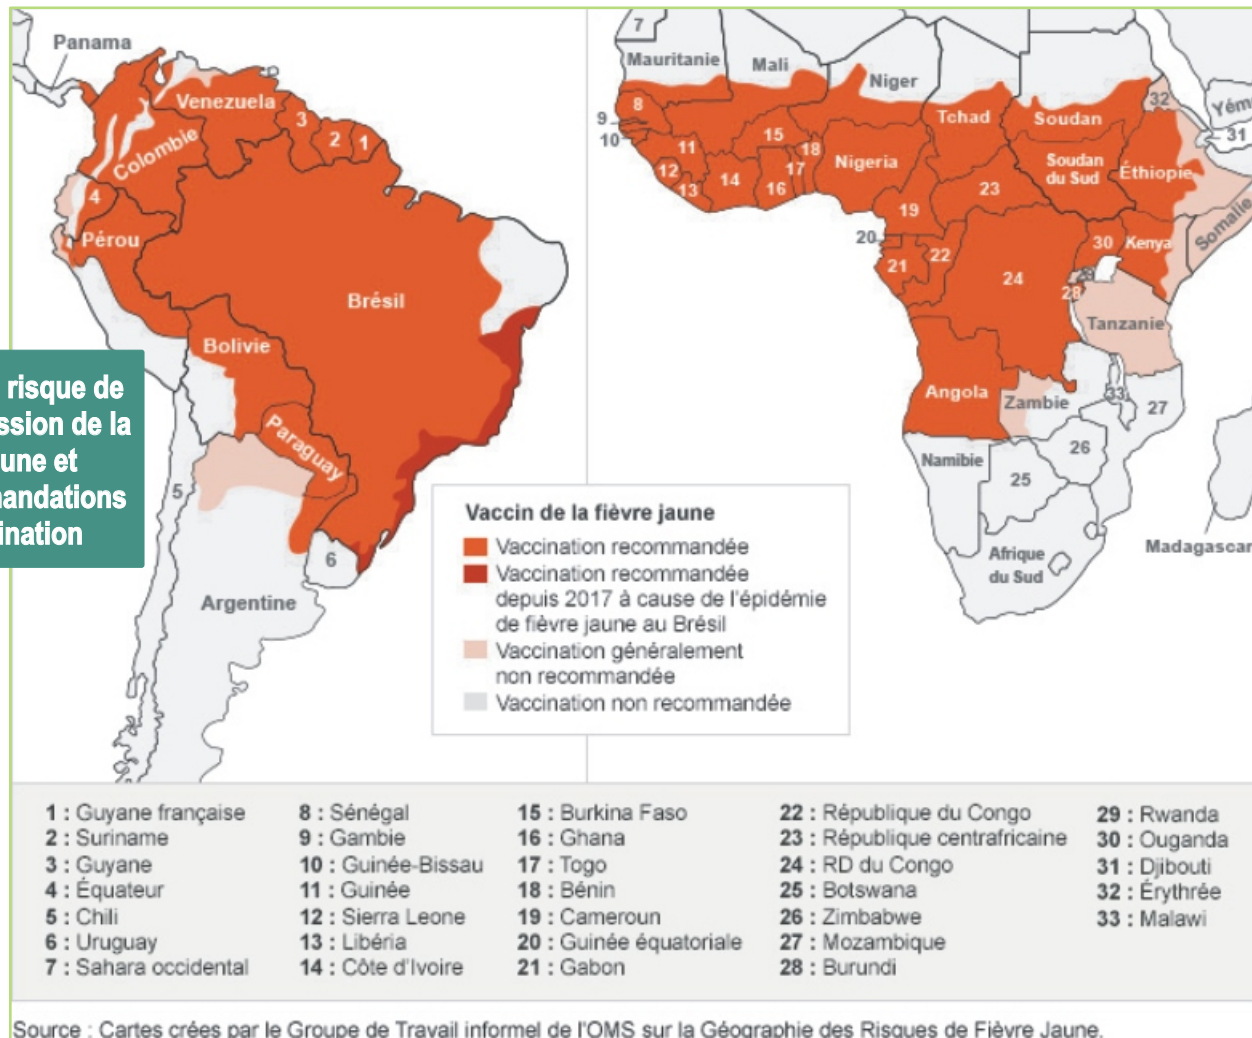 Panama
Venezuela
Colombie
3
2
1
4
Pérou
Brésil
Bolivie
Paraguay
5
6
Argentine
risque de
ssion de la
une et
andations
ination
7
Mauritanie
Mali
Niger
Tchad
Soudan
32
Yém
31
8
9
10
11
12
13
14
15
16
17
18
Nigeria
19
20
21
22
23
24
Soudan
du Sud
Éthiopie
Somalie
30
Kenya
29
28
Tanzanie
Angola
Zambie
33
27
26
25
Namibie
Afrique
du Sud
Madagascar
Vaccin de la fièvre jaune
Vaccination recommandée
Vaccination recommandée
depuis 2017 à cause de l'épidémie
de fièvre jaune au Brésil
Vaccination généralement
non recommandée
Vaccination non recommandée
1 : Guyane française
2 : Suriname
3 : Guyane
4 : Équateur
5 : Chili
6 : Uruguay
7 : Sahara occidental
8 : Sénégal
9 : Gambie
10 : Guinée-Bissau
11 : Guinée
12 : Sierra Leone
13 : Libéria
14 : Côte d'Ivoire
15 : Burkina Faso
16 : Ghana
17 : Togo
18 : Bénin
19 : Cameroun
20 : Guinée équatoriale
21 : Gabon
22 : République du Congo
23 : République centrafricaine
24 : RD du Congo
25 : Botswana
26 : Zimbabwe
27 : Mozambique
28 : Burundi
29 : Rwanda
30 : Ouganda
31 : Djibouti
32 : Érythrée
33 : Malawi
Source : Cartes crées par le Groupe de Travail informel de l'OMS sur la Géographie des Risques de Fièvre Jaune.